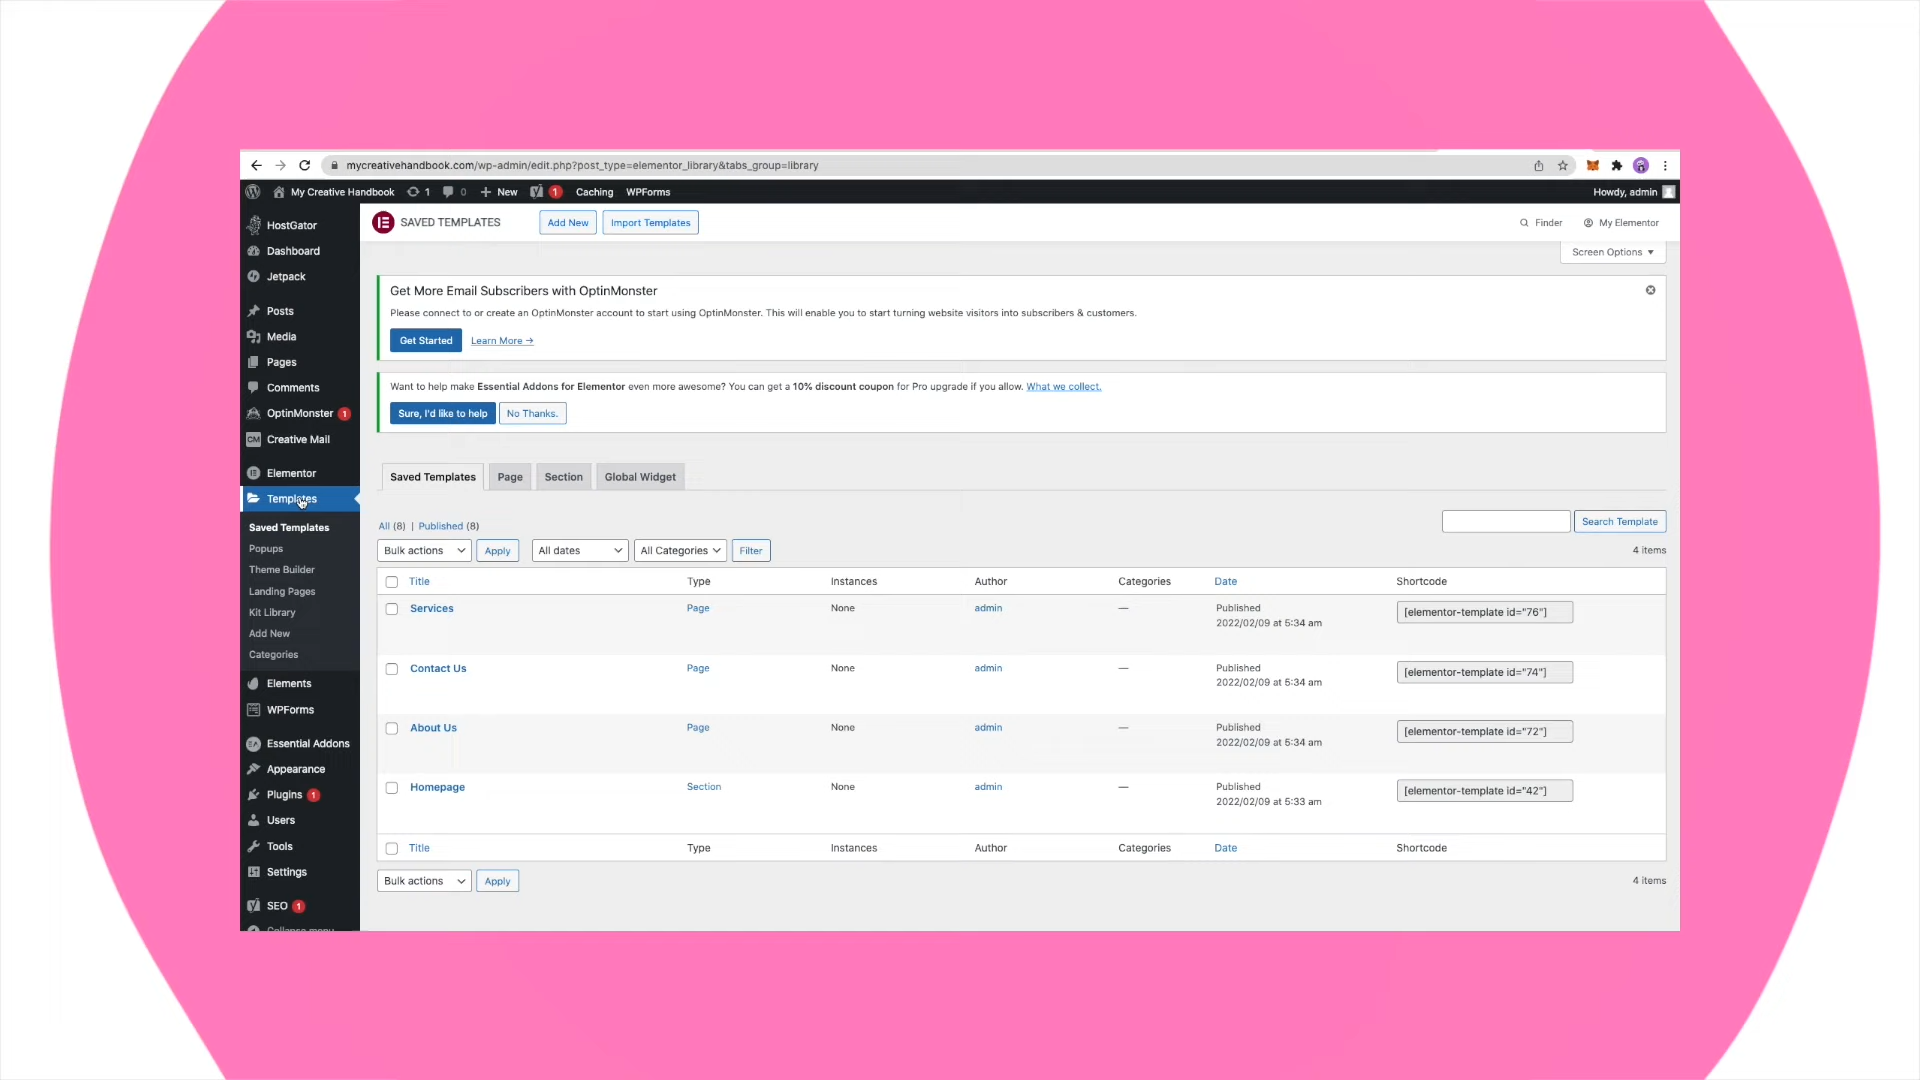 mycreativehandbook.com/wp-admin/edit.php?post_type=elementor_library&tabs_group=library
My Creative Handbook 1 0 New 1 Caching WPForms Howdy, admin
HostGator
Dashboard
Jetpack
Posts
Media
Pages
Comments
OptinMonster 1
CM Creative Mail
Elementor
Templates
Saved Templates
Popups
Theme Builder
Landing Pages
Kit Library
Add New
Categories
Elements
WPForms
EA Essential Addons
Appearance
Plugins 1
Users
Tools
Settings
SEO 1
Collapse menu
SAVED TEMPLATES Add New Import Templates Finder My Elementor
Screen Options
Get More Email Subscribers with OptinMonster
Please connect to or create an OptinMonster account to start using OptinMonster. This will enable you to start turning website visitors into subscribers & customers.
Get Started Learn More →
Want to help make Essential Addons for Elementor even more awesome? You can get a 10% discount coupon for Pro upgrade if you allow. What we collect.
Sure, I'd like to help No Thanks.
Saved Templates Page Section Global Widget
All (8) | Published (8) Search Template
Bulk actions Apply All dates All Categories Filter 4 items
Title Type Instances Author Categories Date Shortcode
Services Page None admin — Published [elementor-template id="76"]
2022/02/09 at 5:34 am
Contact Us Page None admin — Published [elementor-template id="74"]
2022/02/09 at 5:34 am
About Us Page None admin — Published [elementor-template id="72"]
2022/02/09 at 5:34 am
Homepage Section None admin — Published [elementor-template id="42"]
2022/02/09 at 5:33 am
Title Type Instances Author Categories Date Shortcode
Bulk actions Apply 4 items